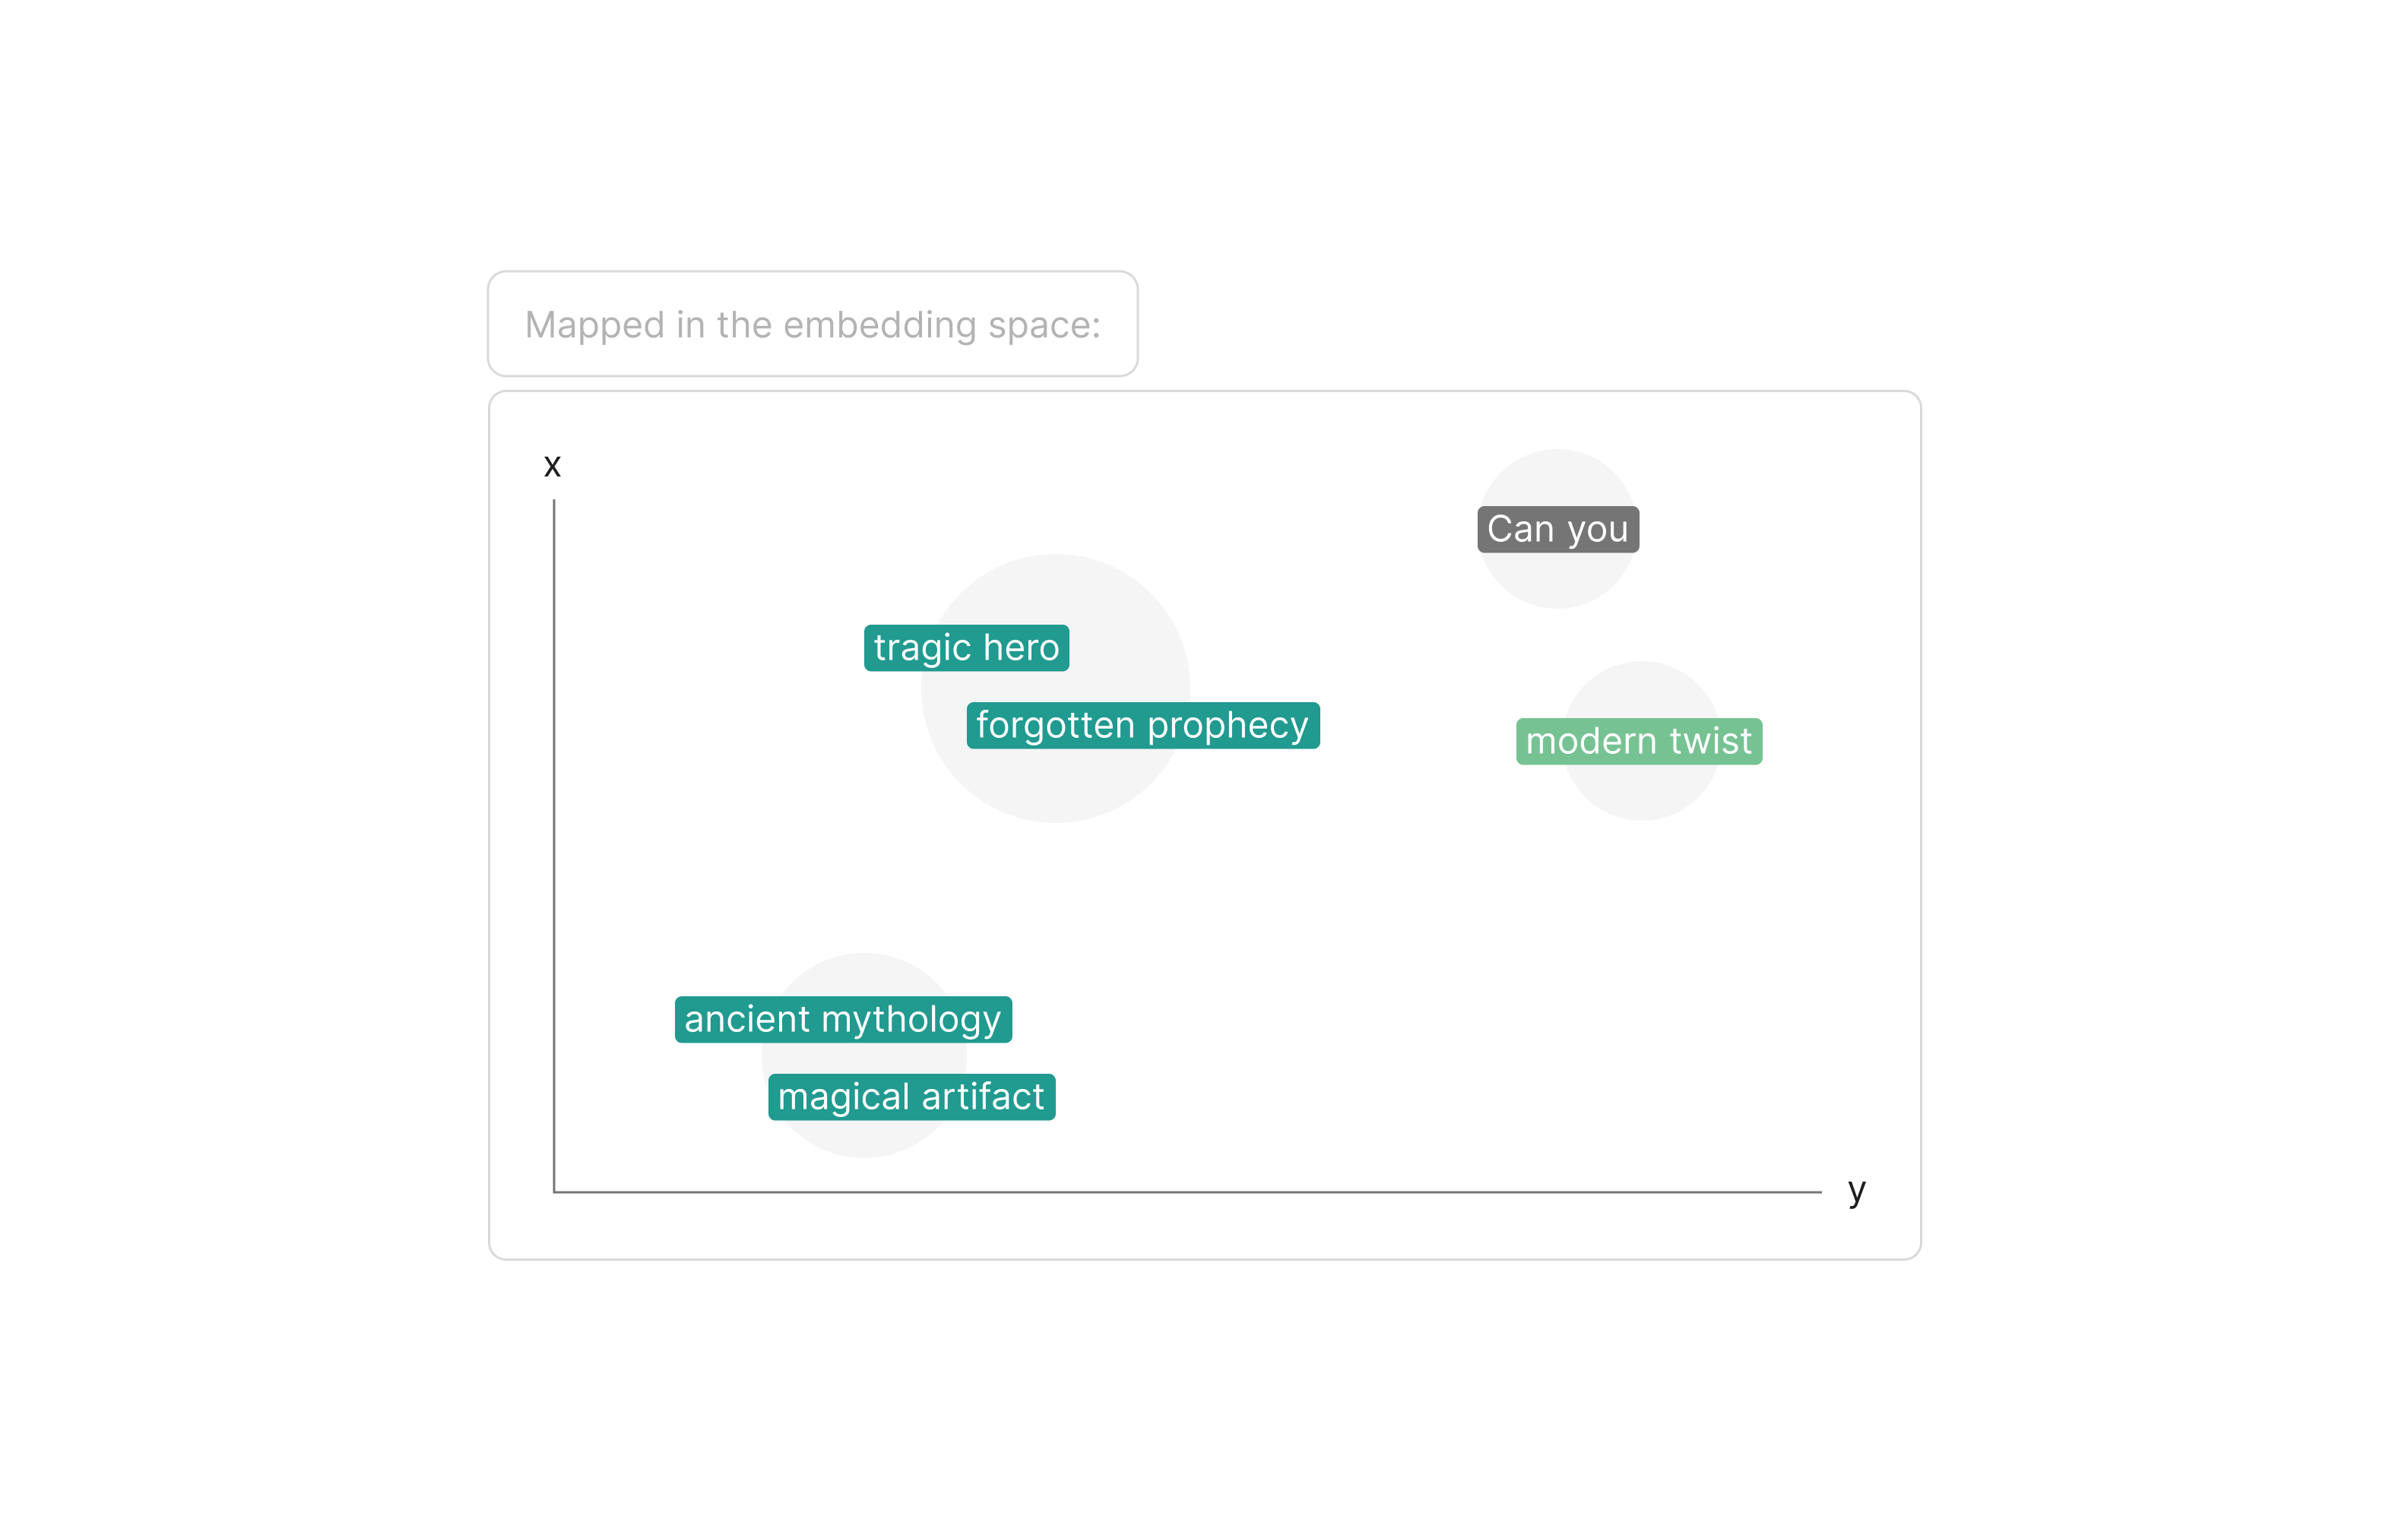 Mapped in the embedding space:
x
Can you
tragic hero
forgotten prophecy
modern twist
ancient mythology
magical artifact
y